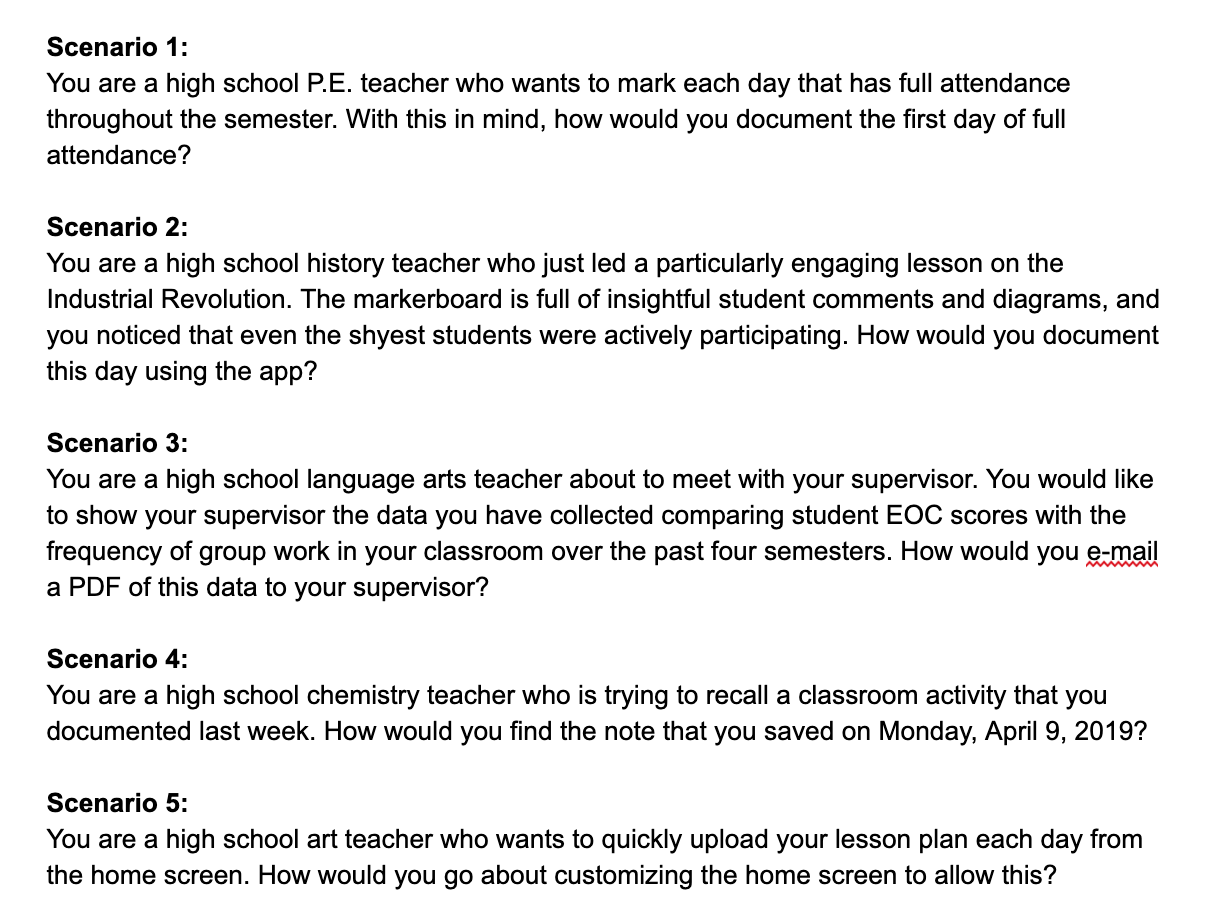 Scenario 1:
You are a high school P.E. teacher who wants to mark each day that has full attendance
throughout the semester. With this in mind, how would you document the first day of full
attendance?
Scenario 2:
You are a high school history teacher who just led a particularly engaging lesson on the
Industrial Revolution. The markerboard is full of insightful student comments and diagrams, and
you noticed that even the shyest students were actively participating. How would you document
this day using the app?
Scenario 3:
You are a high school language arts teacher about to meet with your supervisor. You would like
to show your supervisor the data you have collected comparing student EOC scores with the
frequency of group work in your classroom over the past four semesters. How would you e-mail
a PDF of this data to your supervisor?
Scenario 4:
You are a high school chemistry teacher who is trying to recall a classroom activity that you
documented last week. How would you find the note that you saved on Monday, April 9, 2019?
Scenario 5:
You are a high school art teacher who wants to quickly upload your lesson plan each day from
the home screen. How would you go about customizing the home screen to allow this?